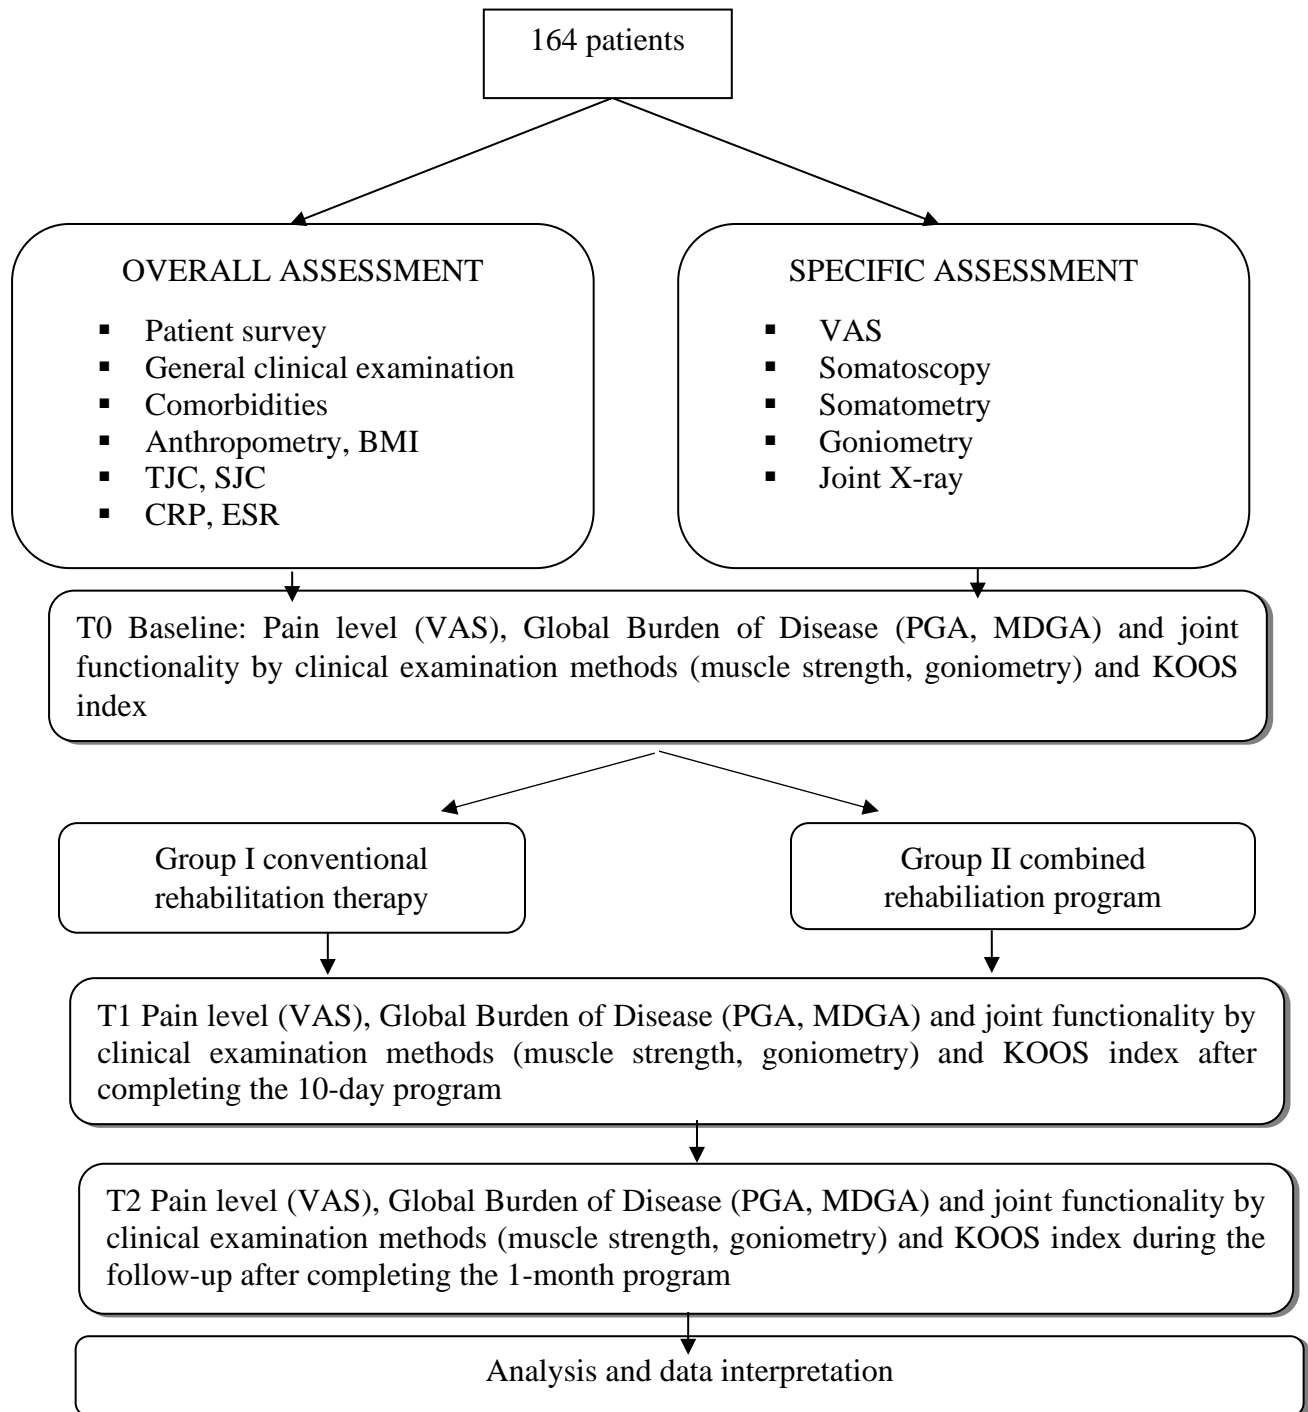 164 patients
OVERALL ASSESSMENT
▪ Patient survey
▪ General clinical examination
▪ Comorbidities
▪ Anthropometry, BMI
▪ TJC, SJC
▪ CRP, ESR
SPECIFIC ASSESSMENT
▪ VAS
▪ Somatoscopy
▪ Somatometry
▪ Goniometry
▪ Joint X-ray
T0 Baseline: Pain level (VAS), Global Burden of Disease (PGA, MDGA) and joint
functionality by clinical examination methods (muscle strength, goniometry) and KOOS
index
Group I conventional
rehabilitation therapy
Group II combined
rehabiliation program
T1 Pain level (VAS), Global Burden of Disease (PGA, MDGA) and joint functionality by
clinical examination methods (muscle strength, goniometry) and KOOS index after
completing the 10-day program
T2 Pain level (VAS), Global Burden of Disease (PGA, MDGA) and joint functionality by
clinical examination methods (muscle strength, goniometry) and KOOS index during the
follow-up after completing the 1-month program
Analysis and data interpretation